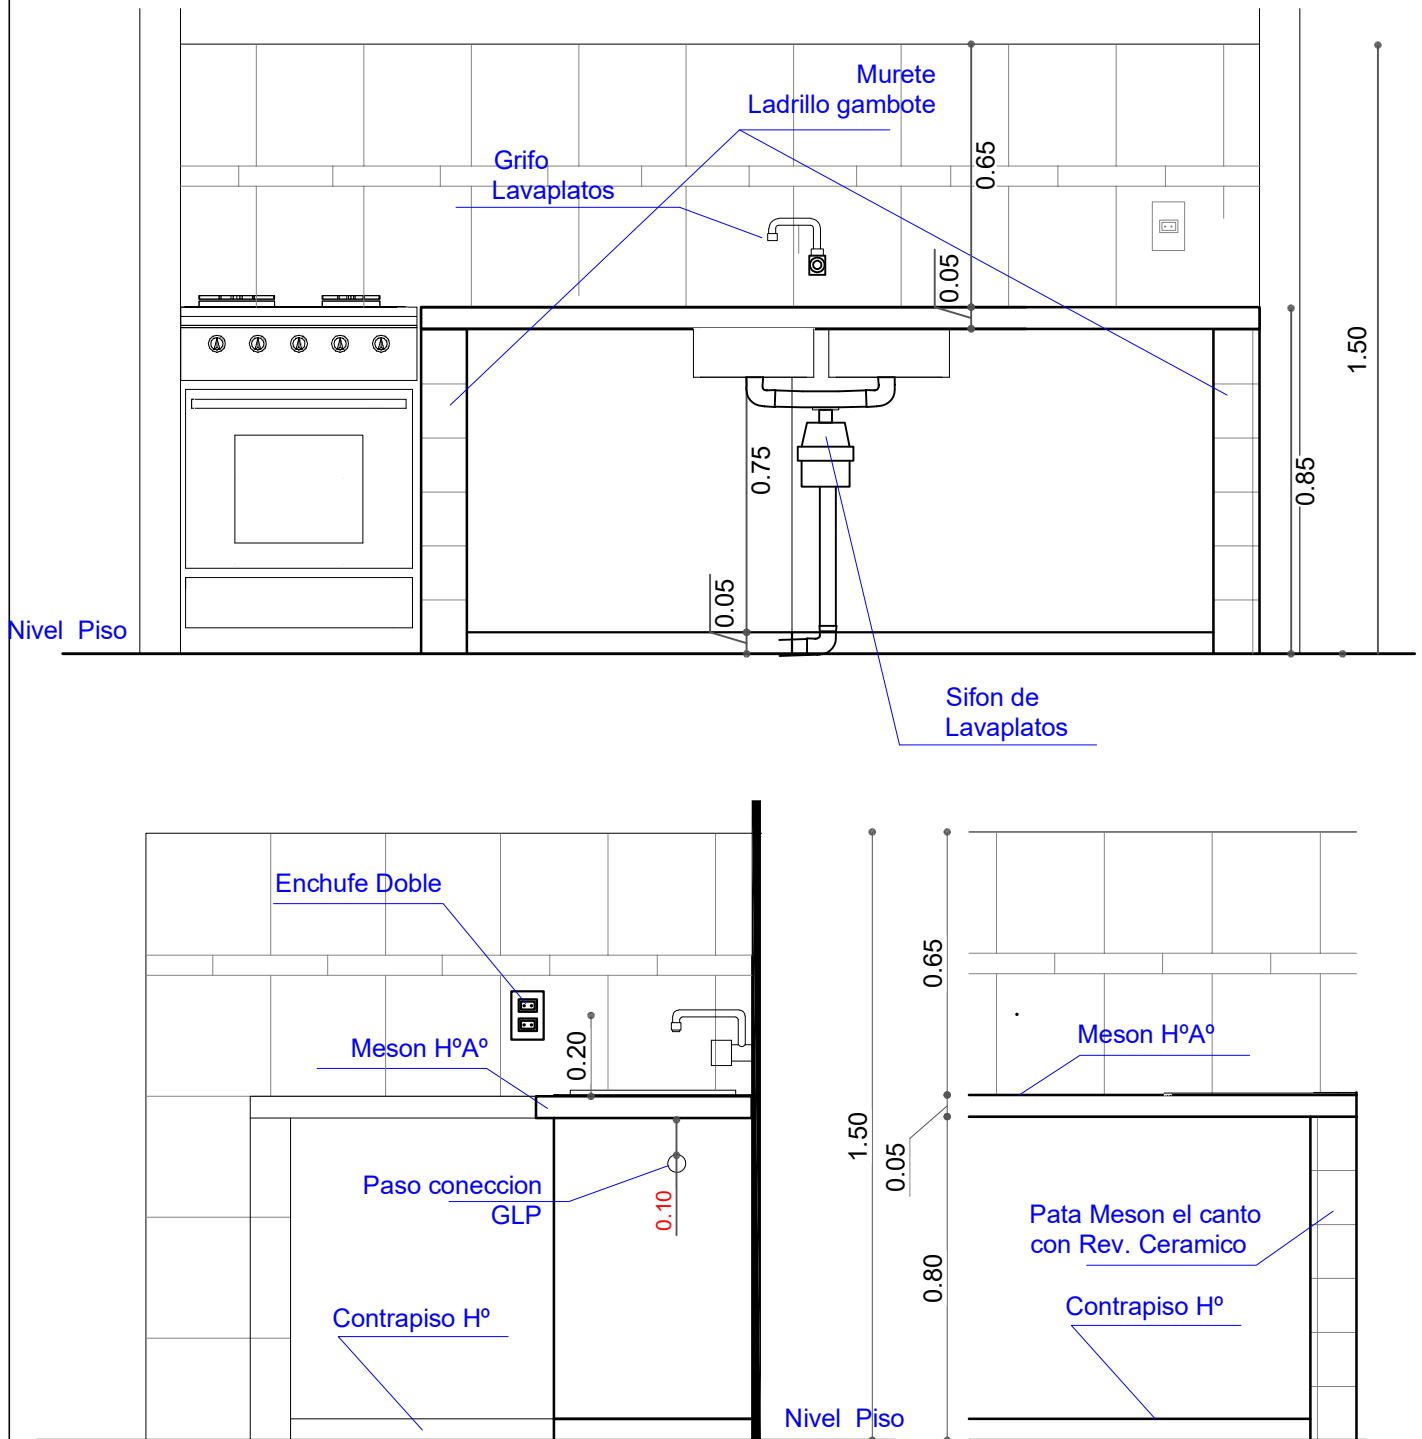 Murete
Ladrillo gambote
Grifo
Lavaplatos
0.65
0.05
1.50
0.85
0.75
0.05
Nivel Piso
Sifon de
Lavaplatos
Enchufe Doble
0.65
0.20
Meson HºAº
Meson HºAº
1.50
0.05
Paso coneccion
GLP
0.10
Pata Meson el canto
con Rev. Ceramico
0.80
Contrapiso Hº
Contrapiso Hº
Nivel Piso